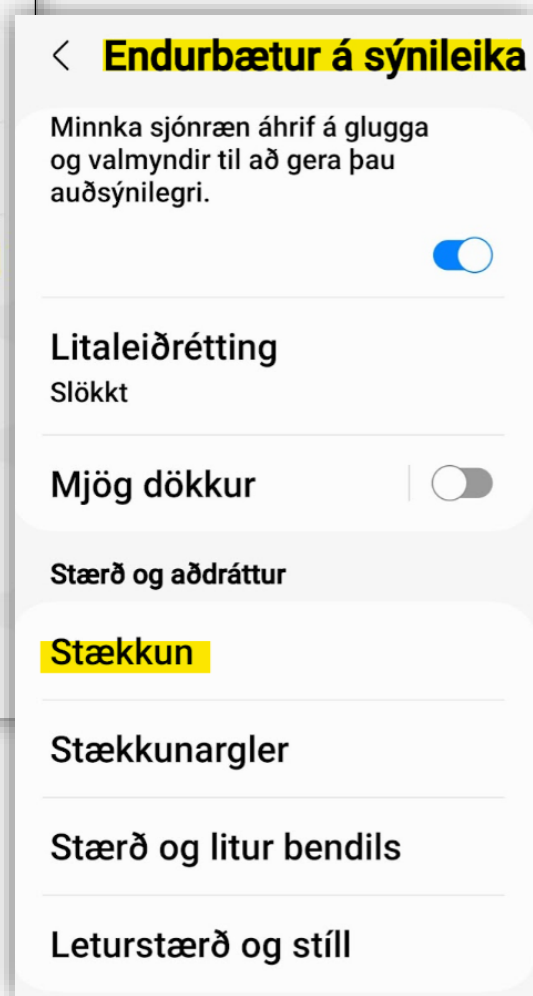 Endurbætur á sýnileika
Minnka sjónræn áhrif á glugga
og valmyndir til að gera þau
auðsýnilegri.
Litaleiðrétting
Slökkt
Mjög dökkur
Stærð og aðdráttur
Stækkun
Stækkunargler
Stærð og litur bendils
Leturstærð og stíll